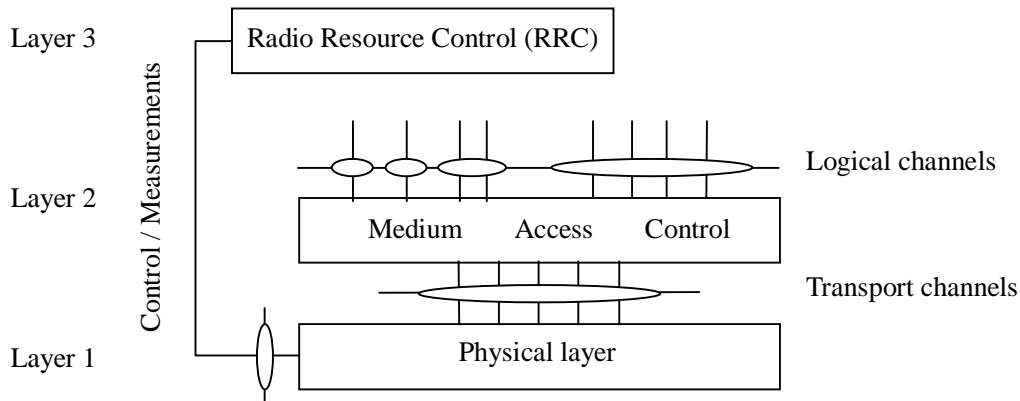 Layer 3
Radio Resource Control (RRC)
Control / Measurements
Logical channels
Layer 2
Medium Access Control
Transport channels
Layer 1
Physical layer